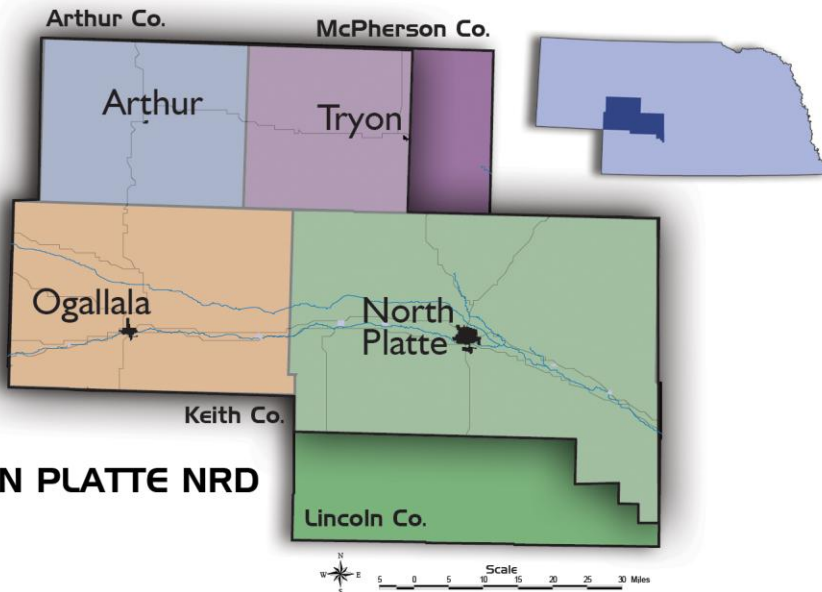 Arthur Co.
McPherson Co.
Arthur
Tryon
Ogallala
North
Platte
Keith Co.
N PLATTE NRD
Lincoln Co.
N
W E
S
Scale
5 0 5 10 15 20 25 30 Miles